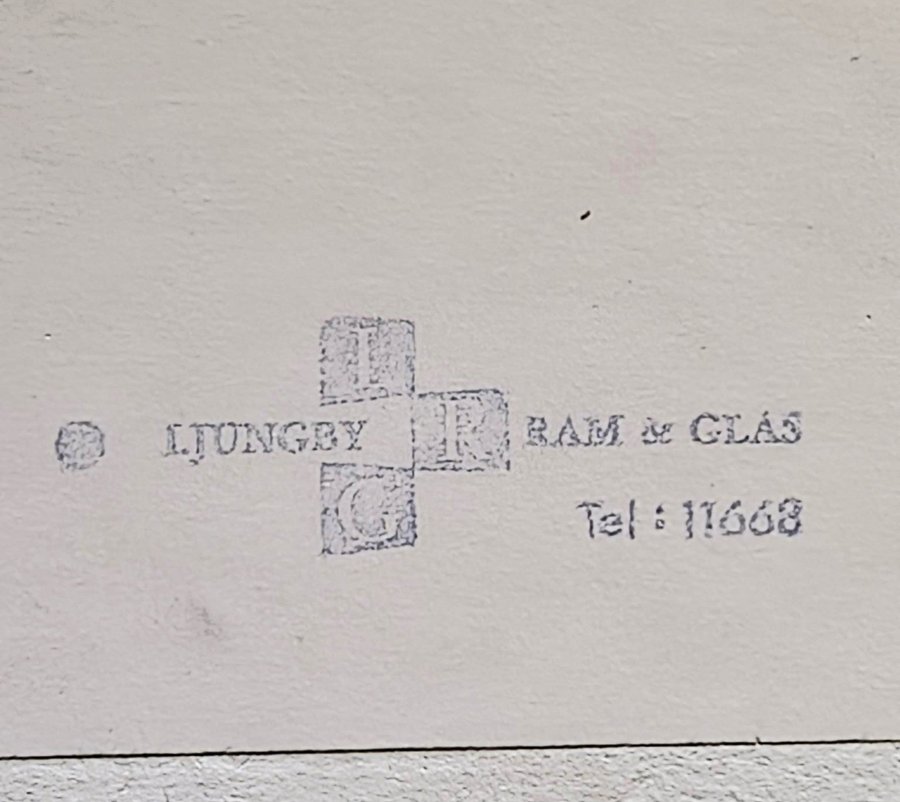 L
LJUNGBY R RAM & GLAS
G
Tel : 11668